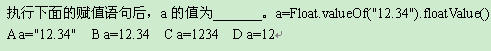 执行下面的赋值语句后，a 的值为_______。a=Float.valueOf("12.34").floatValue()
A a="12.34"    B a=12.34    C a=1234    D a=12↵